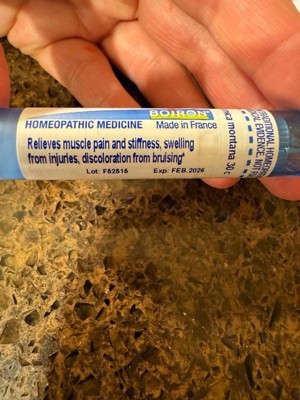 BOIRON
HOMEOPATHIC MEDICINE Made in France
Relieves muscle pain and stiffness, swelling
from injuries, discoloration from bruising*
Lot: F52515 Exp: FEB.2026
ca montana 30 c